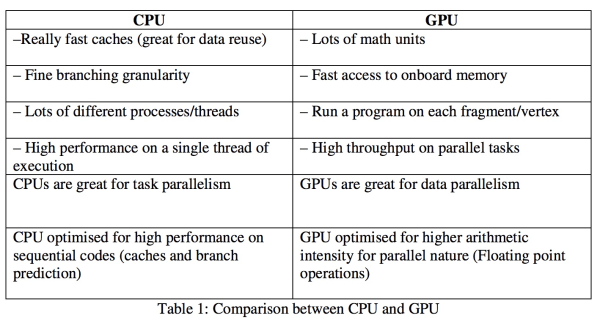 CPU
GPU
–Really fast caches (great for data reuse)
– Lots of math units
– Fine branching granularity
– Fast access to onboard memory
– Lots of different processes/threads
– Run a program on each fragment/vertex
– High performance on a single thread of
execution
– High throughput on parallel tasks
CPUs are great for task parallelism
GPUs are great for data parallelism
CPU optimised for high performance on
sequential codes (caches and branch
prediction)
GPU optimised for higher arithmetic
intensity for parallel nature (Floating point
operations)
Table 1: Comparison between CPU and GPU